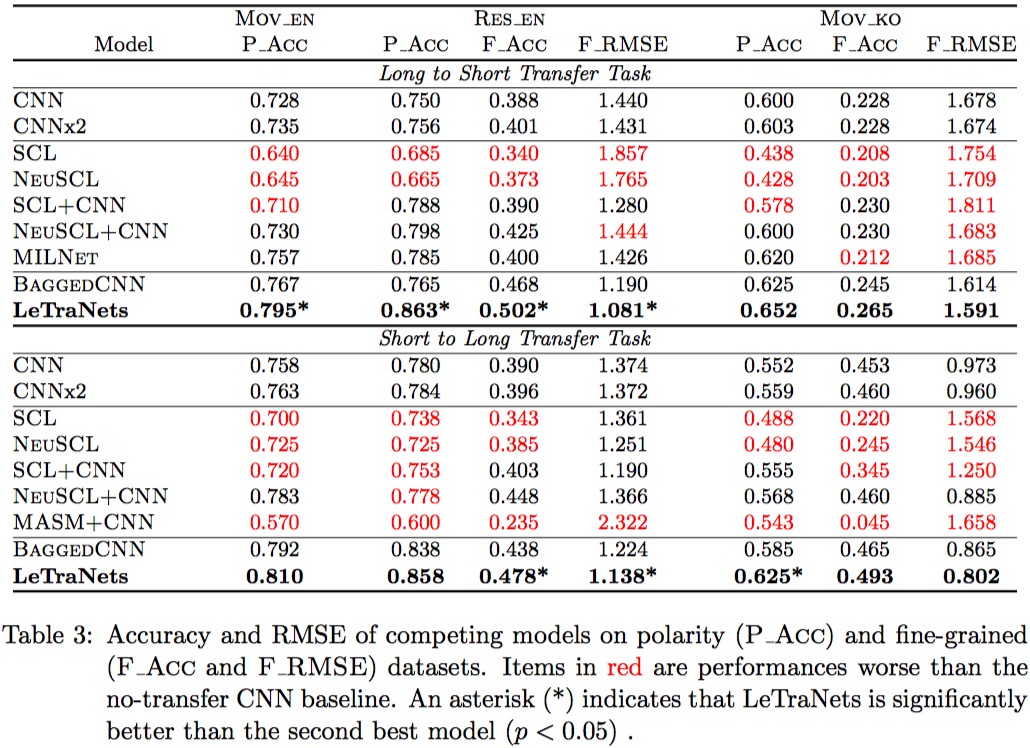 MOV_EN RES_EN MOV_KO
Model P_ACC P_ACC F_ACC F_RMSE P_ACC F_ACC F_RMSE
Long to Short Transfer Task
CNN 0.728 0.750 0.388 1.440 0.600 0.228 1.678
CNNx2 0.735 0.756 0.401 1.431 0.603 0.228 1.674
SCL 0.640 0.685 0.340 1.857 0.438 0.208 1.754
NEUSCL 0.645 0.665 0.373 1.765 0.428 0.203 1.709
SCL+CNN 0.710 0.788 0.390 1.280 0.578 0.230 1.811
NEUSCL+CNN 0.730 0.798 0.425 1.444 0.600 0.230 1.683
MILNET 0.757 0.785 0.400 1.426 0.620 0.212 1.685
BAGGEDCNN 0.767 0.765 0.468 1.190 0.625 0.245 1.614
LeTraNets 0.795* 0.863* 0.502* 1.081* 0.652 0.265 1.591
Short to Long Transfer Task
CNN 0.758 0.780 0.390 1.374 0.552 0.453 0.973
CNNx2 0.763 0.784 0.396 1.372 0.559 0.460 0.960
SCL 0.700 0.738 0.343 1.361 0.488 0.220 1.568
NEUSCL 0.725 0.725 0.385 1.251 0.480 0.245 1.546
SCL+CNN 0.720 0.753 0.403 1.190 0.555 0.345 1.250
NEUSCL+CNN 0.783 0.778 0.448 1.366 0.568 0.460 0.885
MASM+CNN 0.570 0.600 0.235 2.322 0.543 0.045 1.658
BAGGEDCNN 0.792 0.838 0.438 1.224 0.585 0.465 0.865
LeTraNets 0.810 0.858 0.478* 1.138* 0.625* 0.493 0.802
Table 3: Accuracy and RMSE of competing models on polarity (P_ACC) and fine-grained
(F_ACC and F_RMSE) datasets. Items in red are performances worse than the
no-transfer CNN baseline. An asterisk (*) indicates that LeTraNets is significantly
better than the second best model (p < 0.05) .